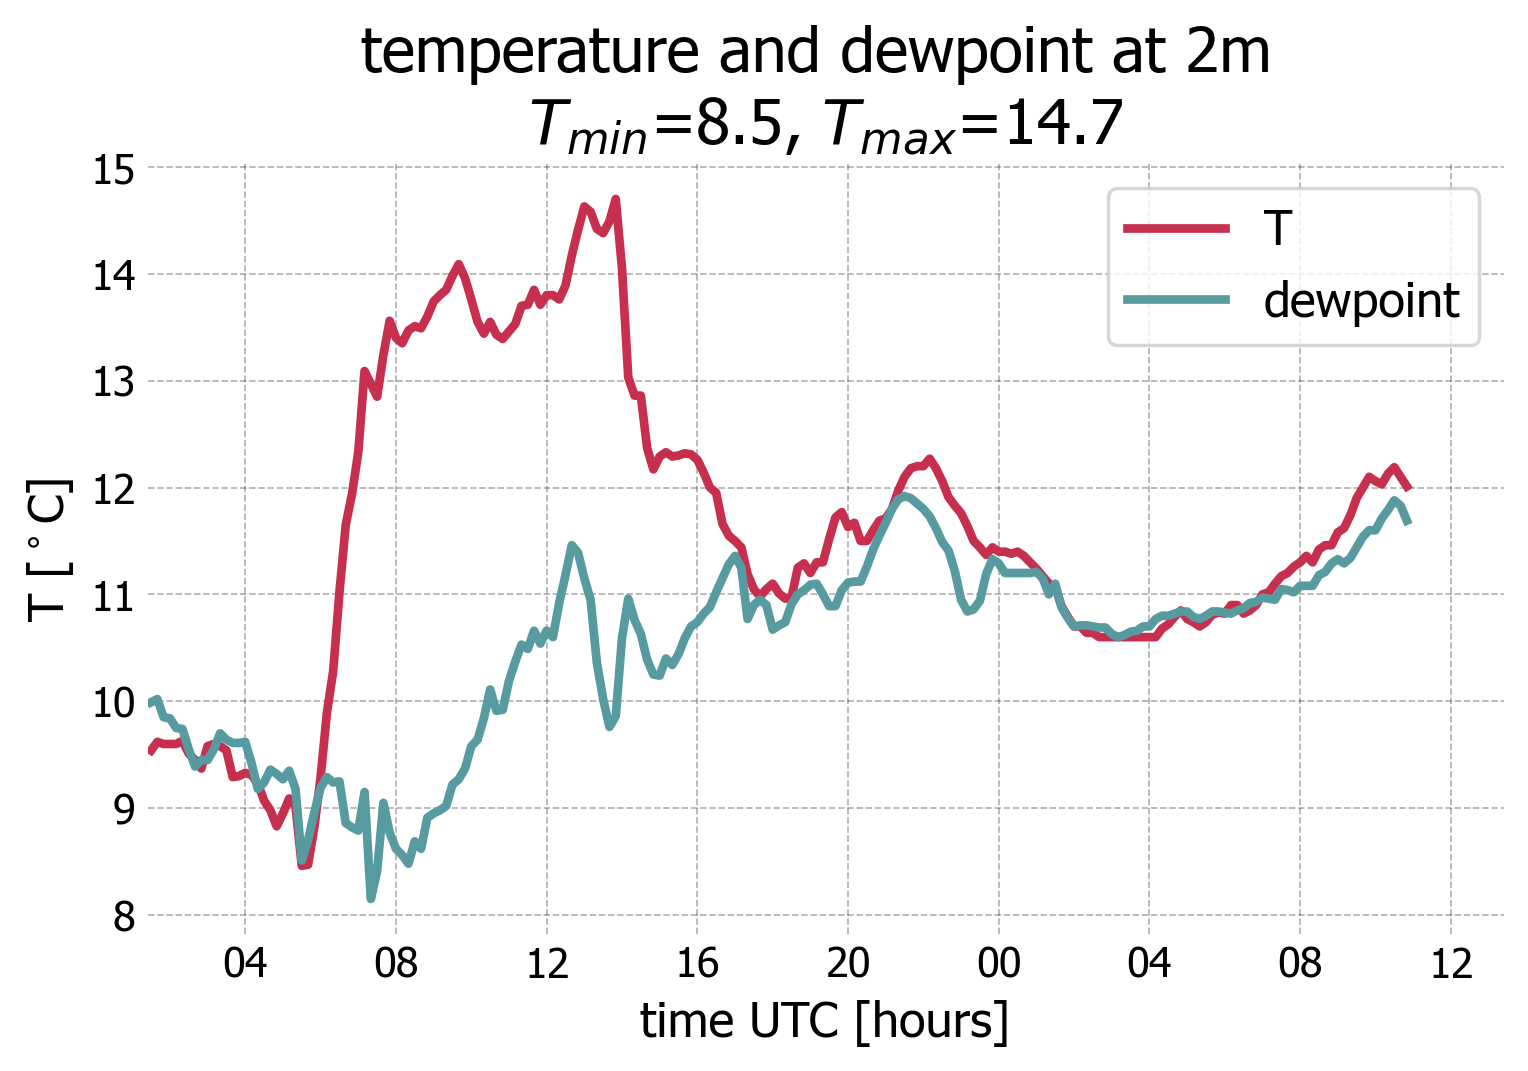 temperature and dewpoint at 2m
T_min=8.5, T_max=14.7
T
dewpoint
15
14
13
12
11
10
9
8
T [°C]
04 08 12 16 20 00 04 08 12
time UTC [hours]